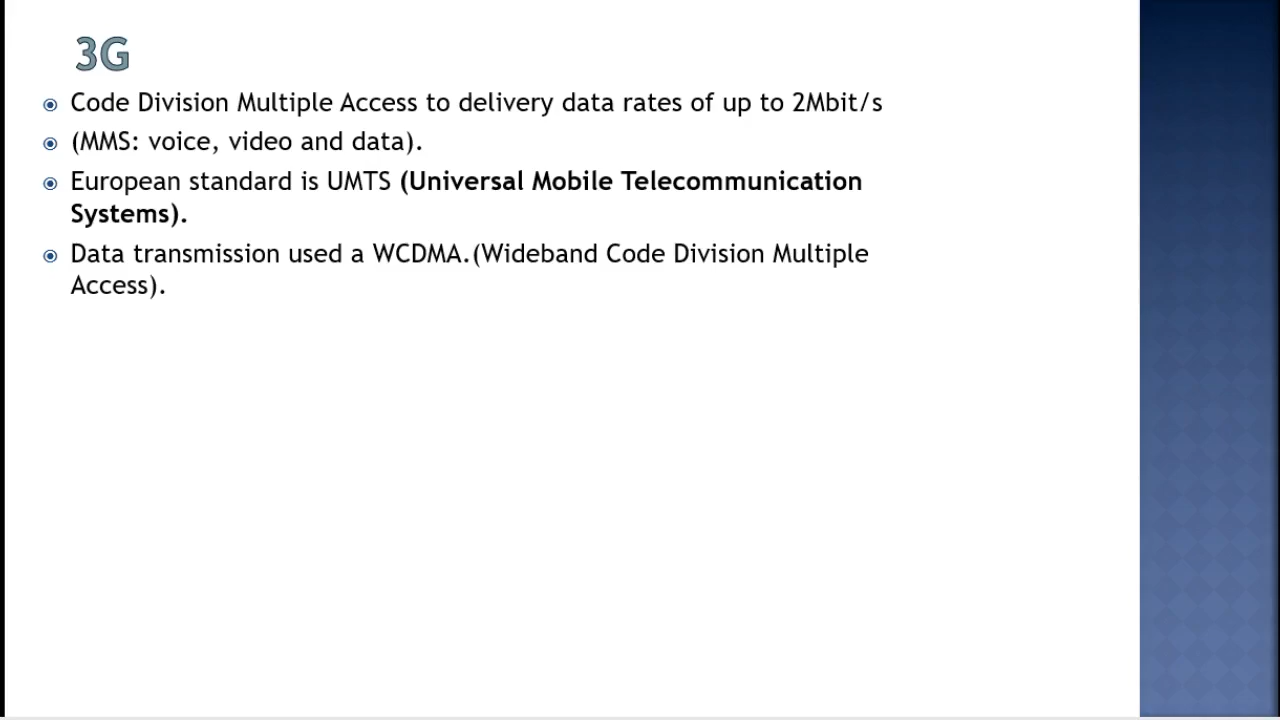 3G
Code Division Multiple Access to delivery data rates of up to 2Mbit/s
(MMS: voice, video and data).
European standard is UMTS (Universal Mobile Telecommunication
Systems).
Data transmission used a WCDMA.(Wideband Code Division Multiple
Access).